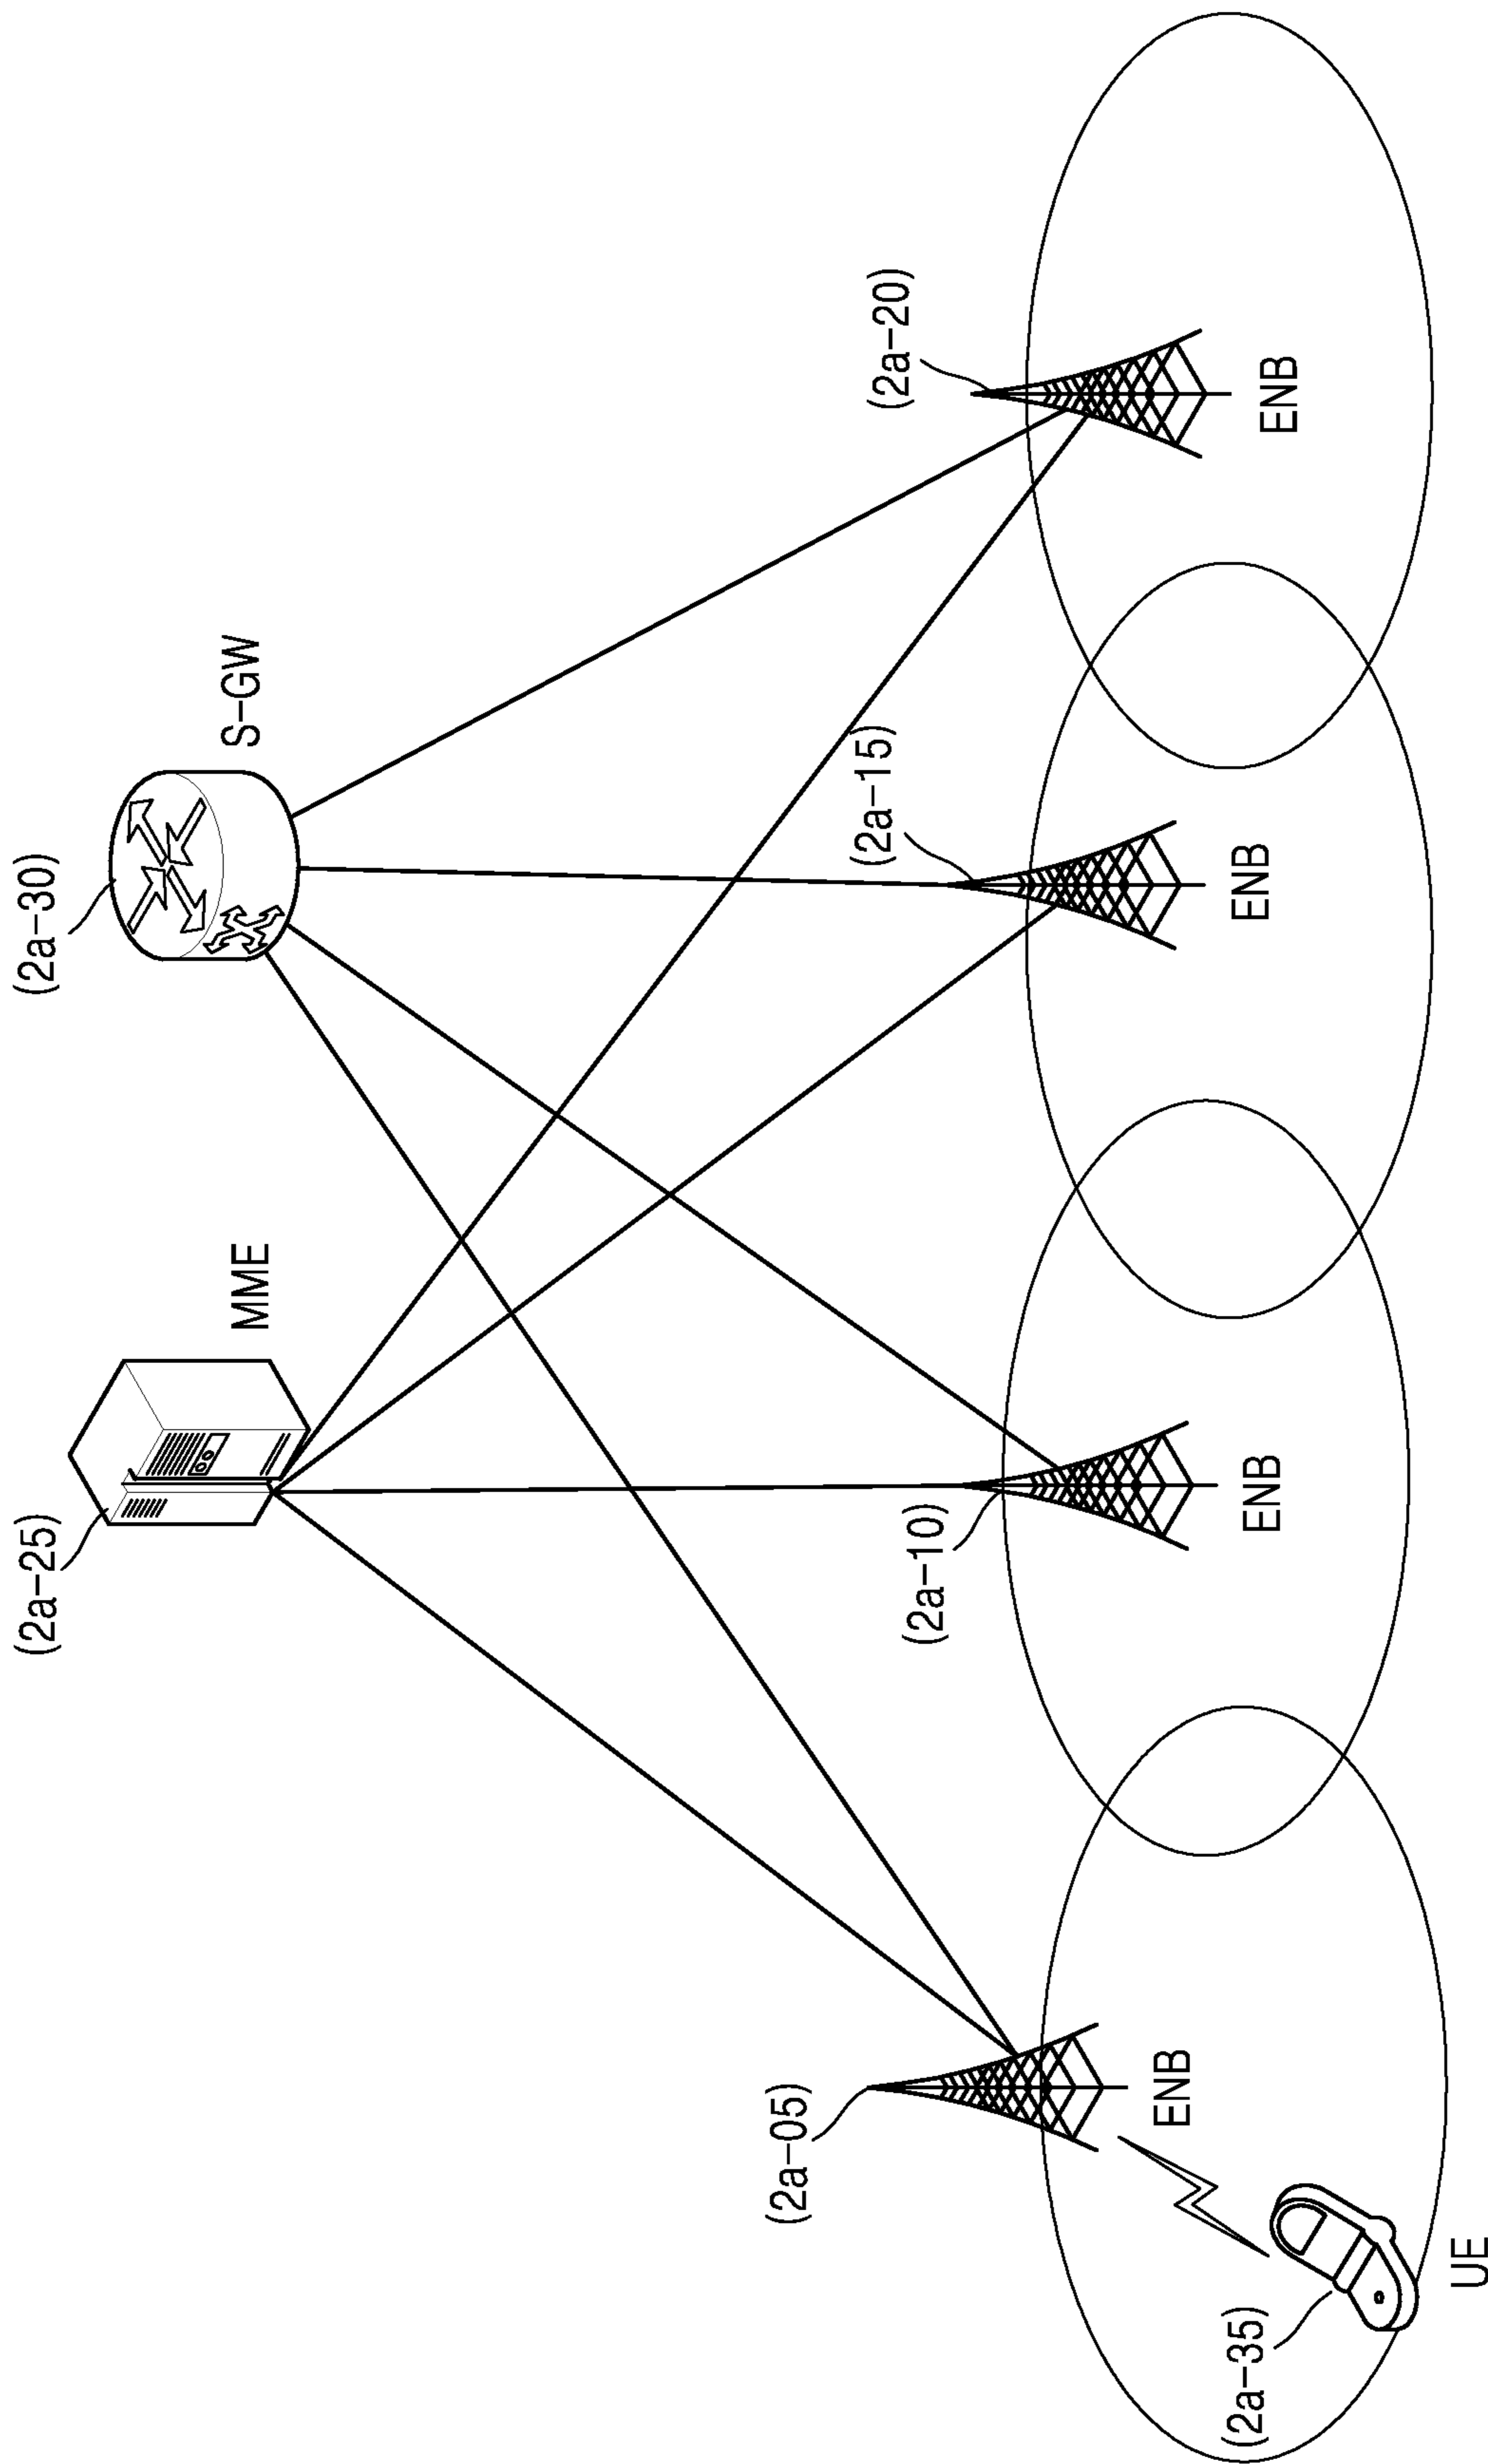 (2a-25)
MME
(2a-30)
S-GW
(2a-05)
ENB
(2a-10)
ENB
(2a-15)
ENB
(2a-20)
ENB
(2a-35)
UE